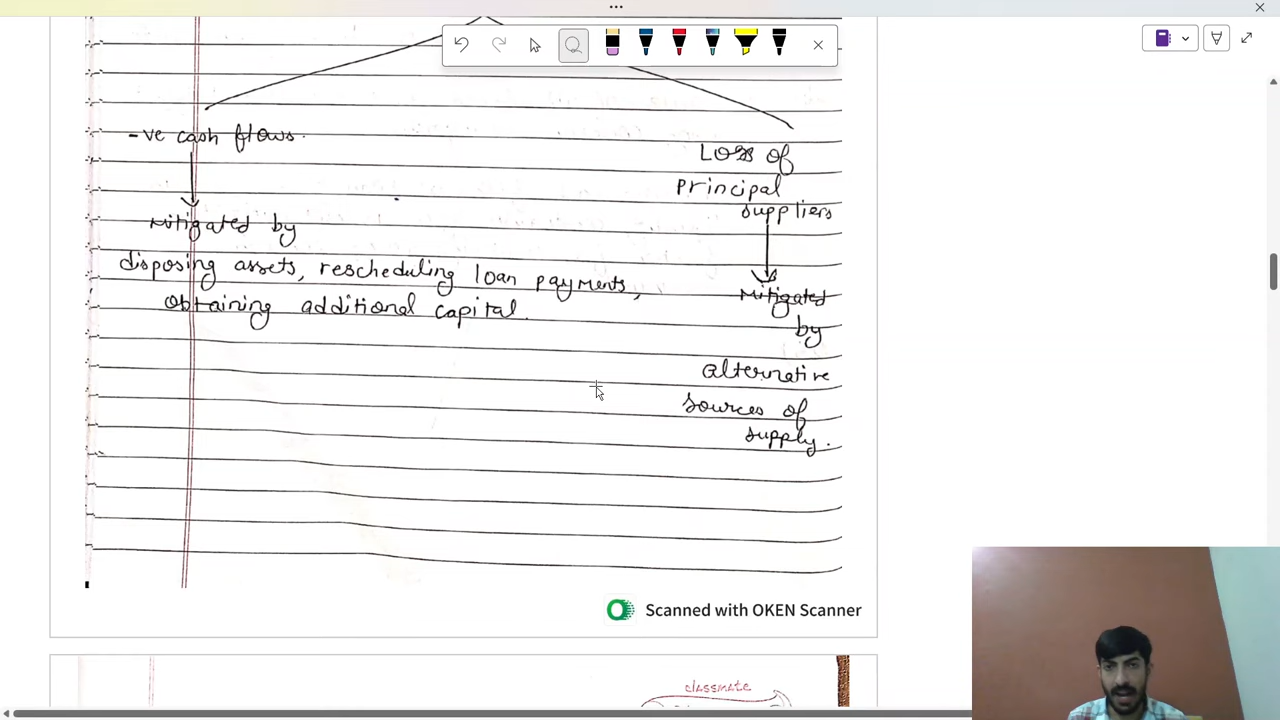 -ve cash flows.
Mitigated by
disposing assets, rescheduling loan payments,
obtaining additional capital.
Loss of
Principal
suppliers
Mitigated
by
alternative
sources of
supply.
Scanned with OKEN Scanner
classmate